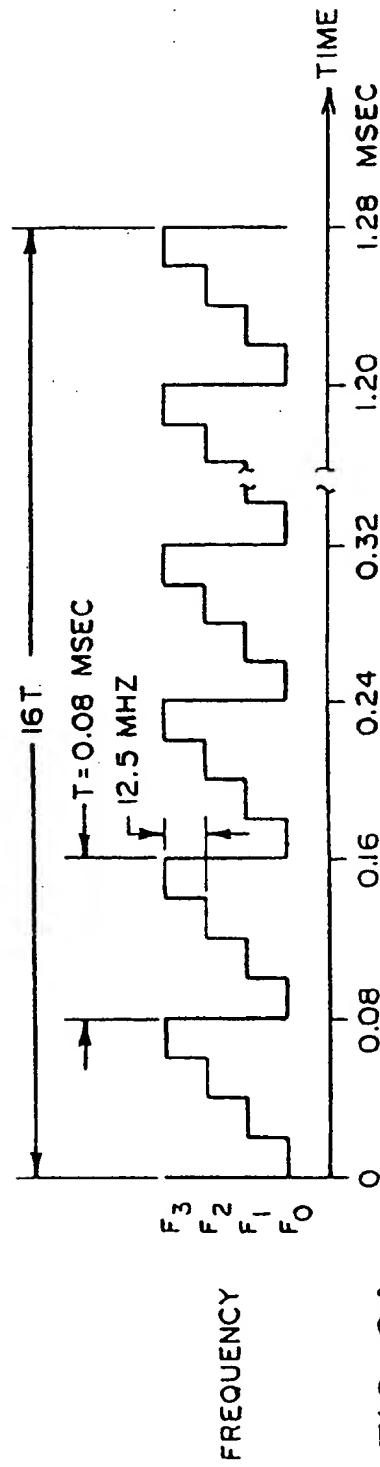 16T
T=0.08 MSEC
12.5 MHZ
FREQUENCY
F3
F2
F1
F0
TIME
0 0.08 0.16 0.24 0.32 1.20 1.28 MSEC